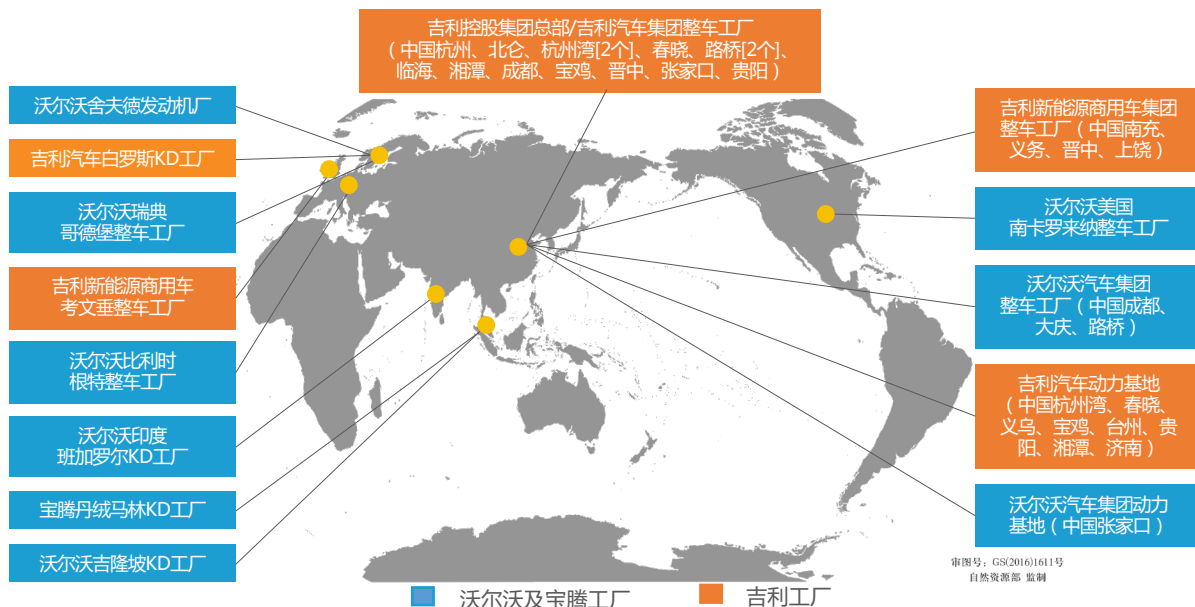 吉利控股集团总部/吉利汽车集团整车工厂
（中国杭州、北仑、杭州湾[2个]、春晓、路桥[2个]、
临海、湘潭、成都、宝鸡、晋中、张家口、贵阳）
沃尔沃舍夫德发动机厂
吉利汽车白罗斯KD工厂
沃尔沃瑞典
哥德堡整车工厂
吉利新能源商用车
考文垂整车工厂
沃尔沃比利时
根特整车工厂
沃尔沃印度
班加罗尔KD工厂
宝腾丹绒马林KD工厂
沃尔沃吉隆坡KD工厂
吉利新能源商用车集团
整车工厂（中国南充、
义务、晋中、上饶）
沃尔沃美国
南卡罗来纳整车工厂
沃尔沃汽车集团
整车工厂（中国成都、
大庆、路桥）
吉利汽车动力基地
（中国杭州湾、春晓、
义乌、宝鸡、台州、贵
阳、湘潭、济南）
沃尔沃汽车集团动力
基地（中国张家口）
审图号：GS(2016)1611号
自然资源部 监制
沃尔沃及宝腾工厂
吉利工厂